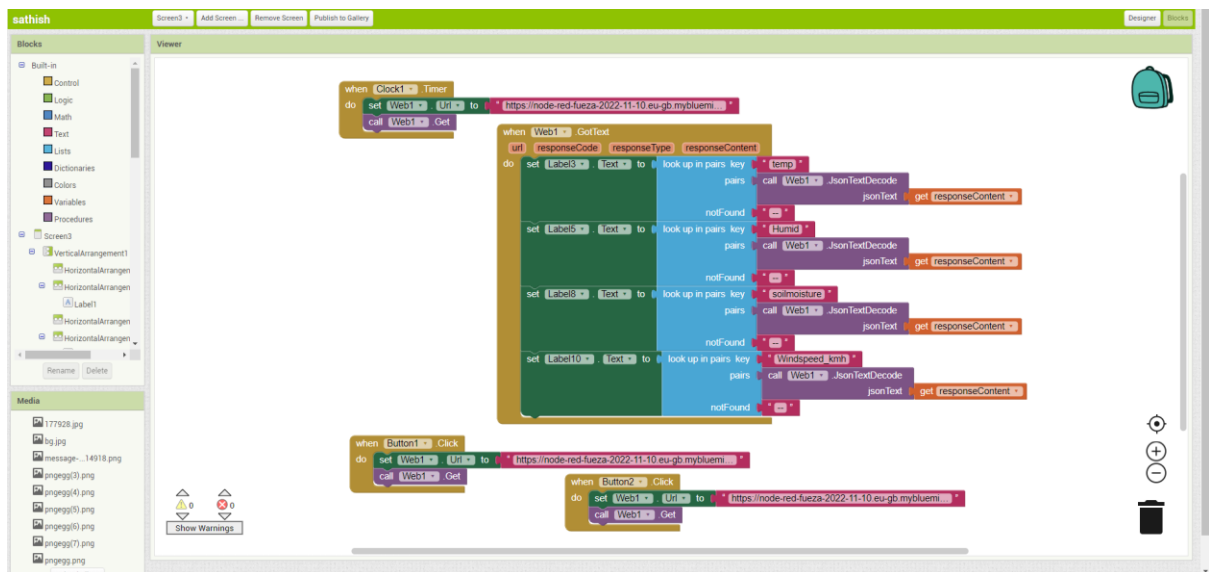 sathish
Screen3 Add Screen ... Remove Screen Publish to Gallery
Designer Blocks
Blocks
Viewer
Built-in
Control
Logic
Math
Text
Lists
Dictionaries
Colors
Variables
Procedures
Screen3
VerticalArrangement1
HorizontalArrangen
HorizontalArrangen
Label1
HorizontalArrangen
HorizontalArrangen
Rename Delete
Media
177928.jpg
bg.jpg
message-...14918.png
pngegg(3).png
pngegg(4).png
pngegg(5).png
pngegg(6).png
pngegg(7).png
pngegg.png
when Clock1 .Timer
do set Web1 . Url to " https://node-red-fueza-2022-11-10.eu-gb.mybluemi... "
call Web1 .Get
when Web1 .GotText
url responseCode responseType responseContent
do set Label3 . Text to look up in pairs key " temp "
pairs call Web1 .JsonTextDecode
jsonText get responseContent
notFound " -- "
set Label5 . Text to look up in pairs key " Humid "
pairs call Web1 .JsonTextDecode
jsonText get responseContent
notFound " -- "
set Label8 . Text to look up in pairs key " soilmoisture "
pairs call Web1 .JsonTextDecode
jsonText get responseContent
notFound " -- "
set Label10 . Text to look up in pairs key " Windspeed_kmh "
pairs call Web1 .JsonTextDecode
jsonText get responseContent
notFound " -- "
when Button1 .Click
do set Web1 . Url to " https://node-red-fueza-2022-11-10.eu-gb.mybluemi... "
call Web1 .Get
when Button2 .Click
do set Web1 . Url to " https://node-red-fueza-2022-11-10.eu-gb.mybluemi... "
call Web1 .Get
0 0
Show Warnings